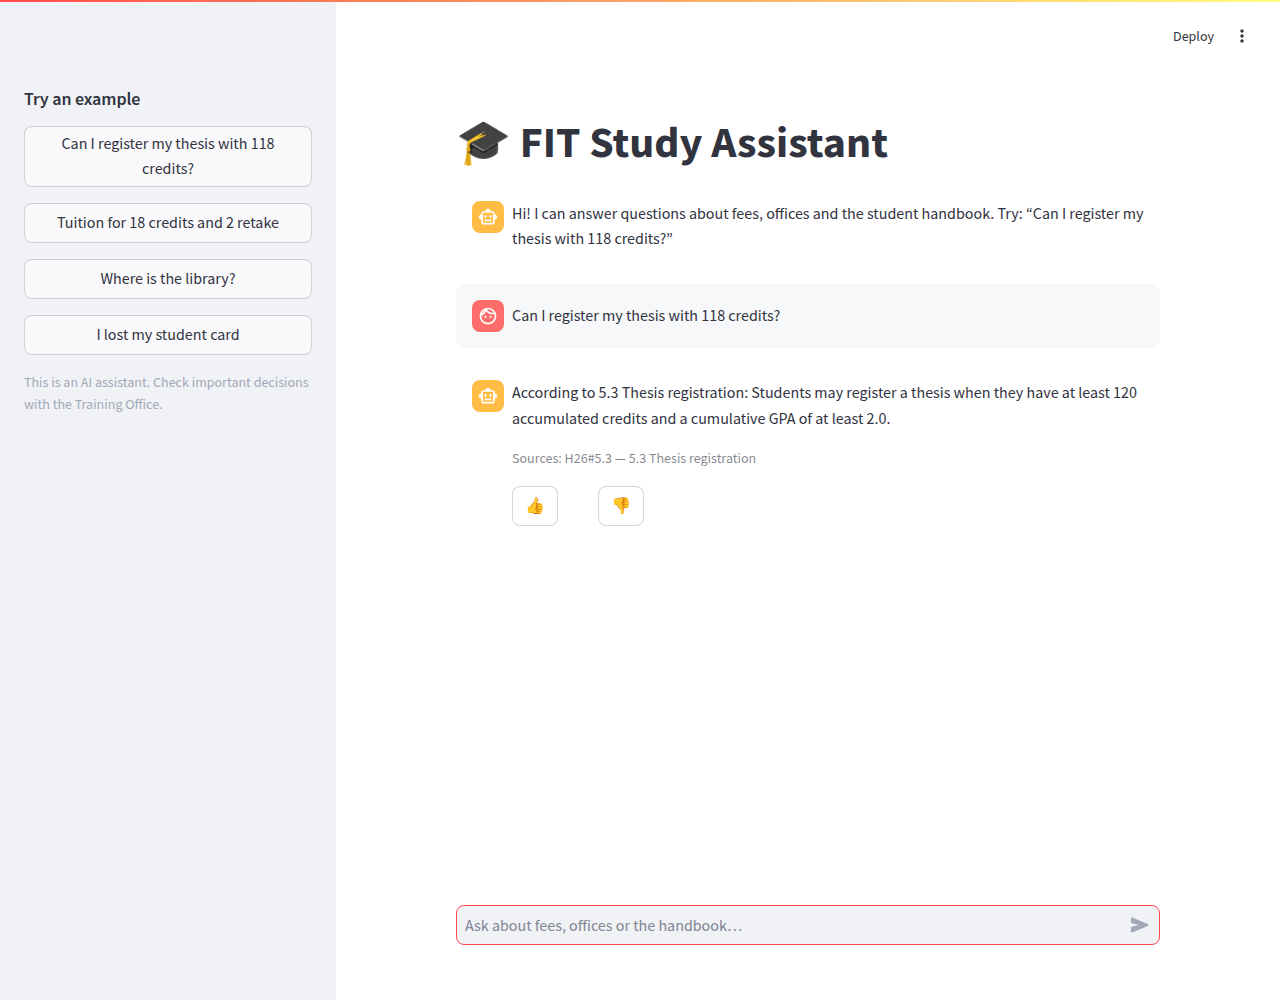 Deploy
Try an example
Can I register my thesis with 118
credits?
Tuition for 18 credits and 2 retake
Where is the library?
I lost my student card
This is an AI assistant. Check important decisions
with the Training Office.
FIT Study Assistant
Hi! I can answer questions about fees, offices and the student handbook. Try: “Can I register my
thesis with 118 credits?”
Can I register my thesis with 118 credits?
According to 5.3 Thesis registration: Students may register a thesis when they have at least 120
accumulated credits and a cumulative GPA of at least 2.0.
Sources: H26#5.3 — 5.3 Thesis registration
Ask about fees, offices or the handbook…